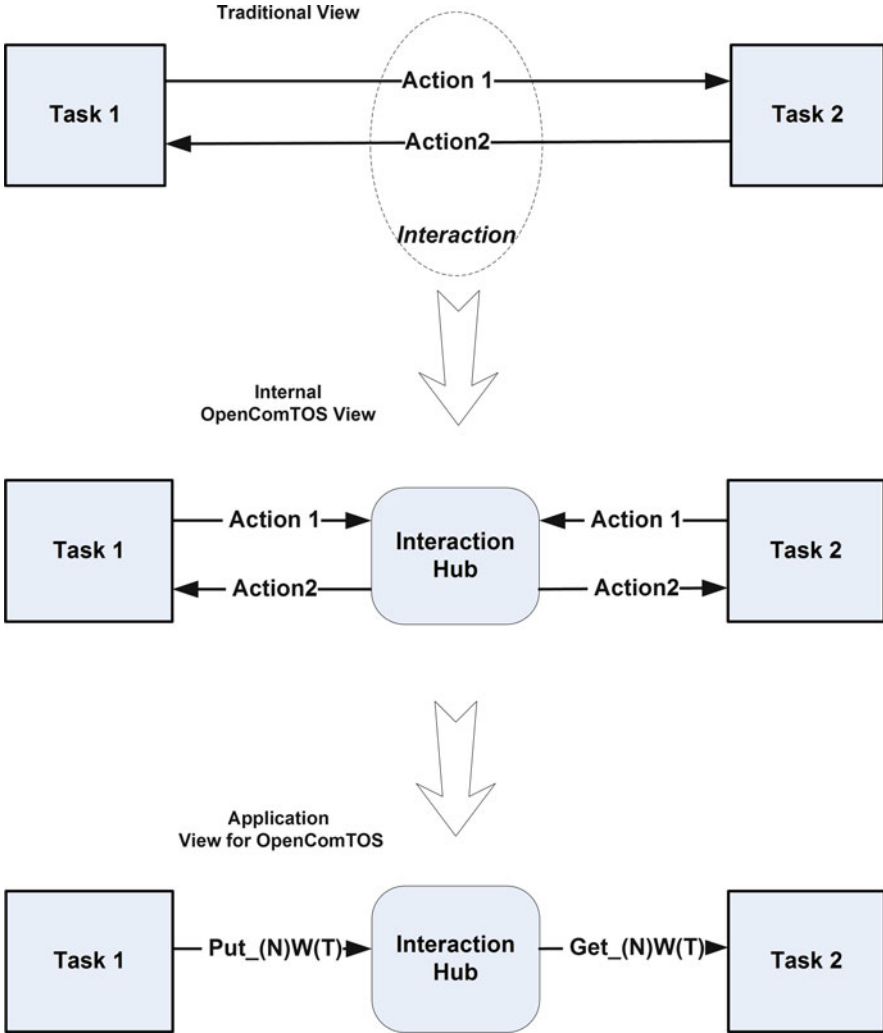 Traditional View
Task 1
Action 1
Task 2
Action2
Interaction
Internal
OpenComTOS View
Task 1
Action 1
Interaction
Hub
Action 1
Task 2
Action2
Action2
Application
View for OpenComTOS
Task 1
Put_(N)W(T)
Interaction
Hub
Get_(N)W(T)
Task 2